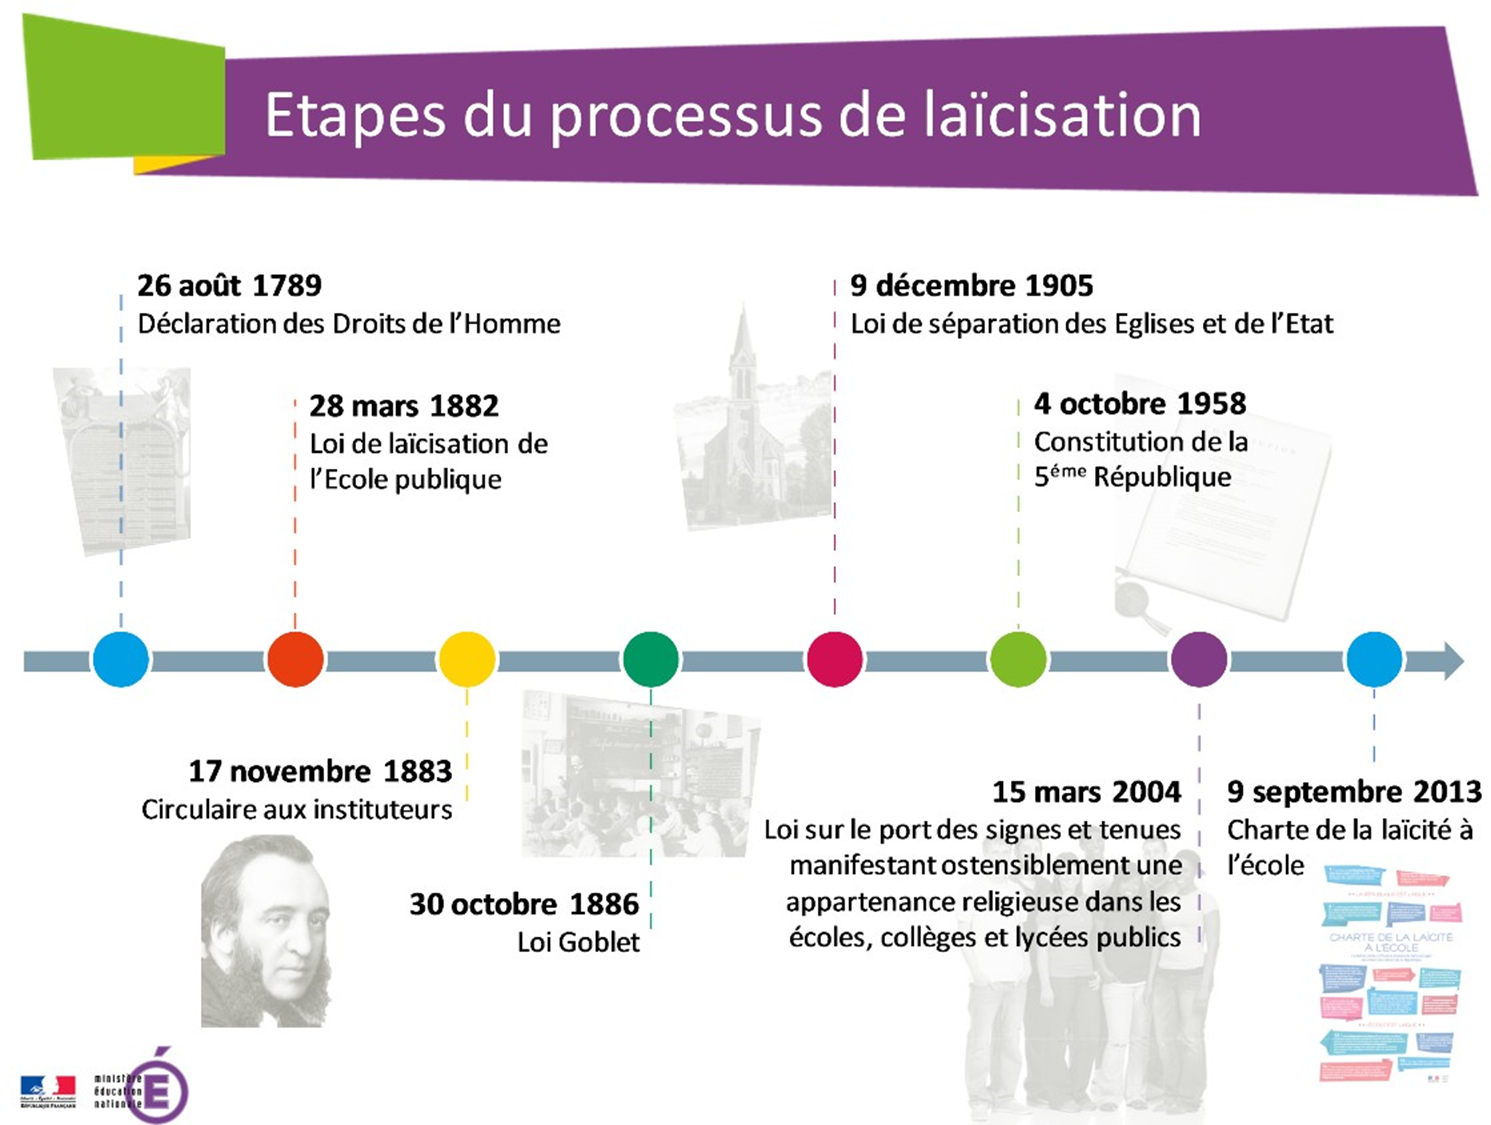 Etapes du processus de laïcisation
26 août 1789
Déclaration des Droits de l’Homme
9 décembre 1905
Loi de séparation des Eglises et de l’Etat
28 mars 1882
Loi de laïcisation de
l’Ecole publique
4 octobre 1958
Constitution de la
5éme République
17 novembre 1883
Circulaire aux instituteurs
30 octobre 1886
Loi Goblet
15 mars 2004
Loi sur le port des signes et tenues
manifestant ostensiblement une
appartenance religieuse dans les
écoles, collèges et lycées publics
9 septembre 2013
Charte de la laïcité à
l’école
CHARTE DE LA LAÏCITÉ
À L’ÉCOLE
RÉPUBLIQUE FRANÇAISE
ministère
éducation
nationale
É